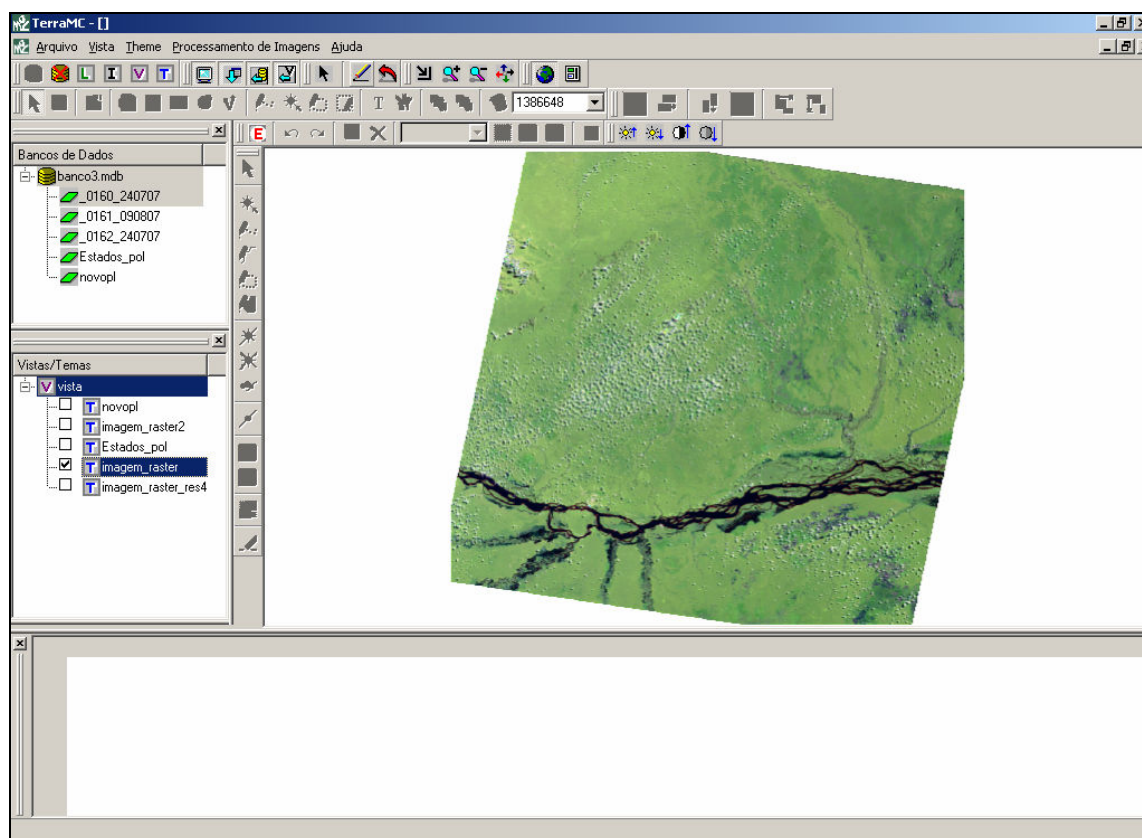 TerraMC - []
Arquivo Vista Theme Processamento de Imagens Ajuda
L I V T
T 1386648
E
Bancos de Dados
banco3.mdb
_0160_240707
_0161_090807
_0162_240707
Estados_pol
novopl
Vistas/Temas
V vista
T novopl
T imagem_raster2
T Estados_pol
T imagem_raster
T imagem_raster_res4